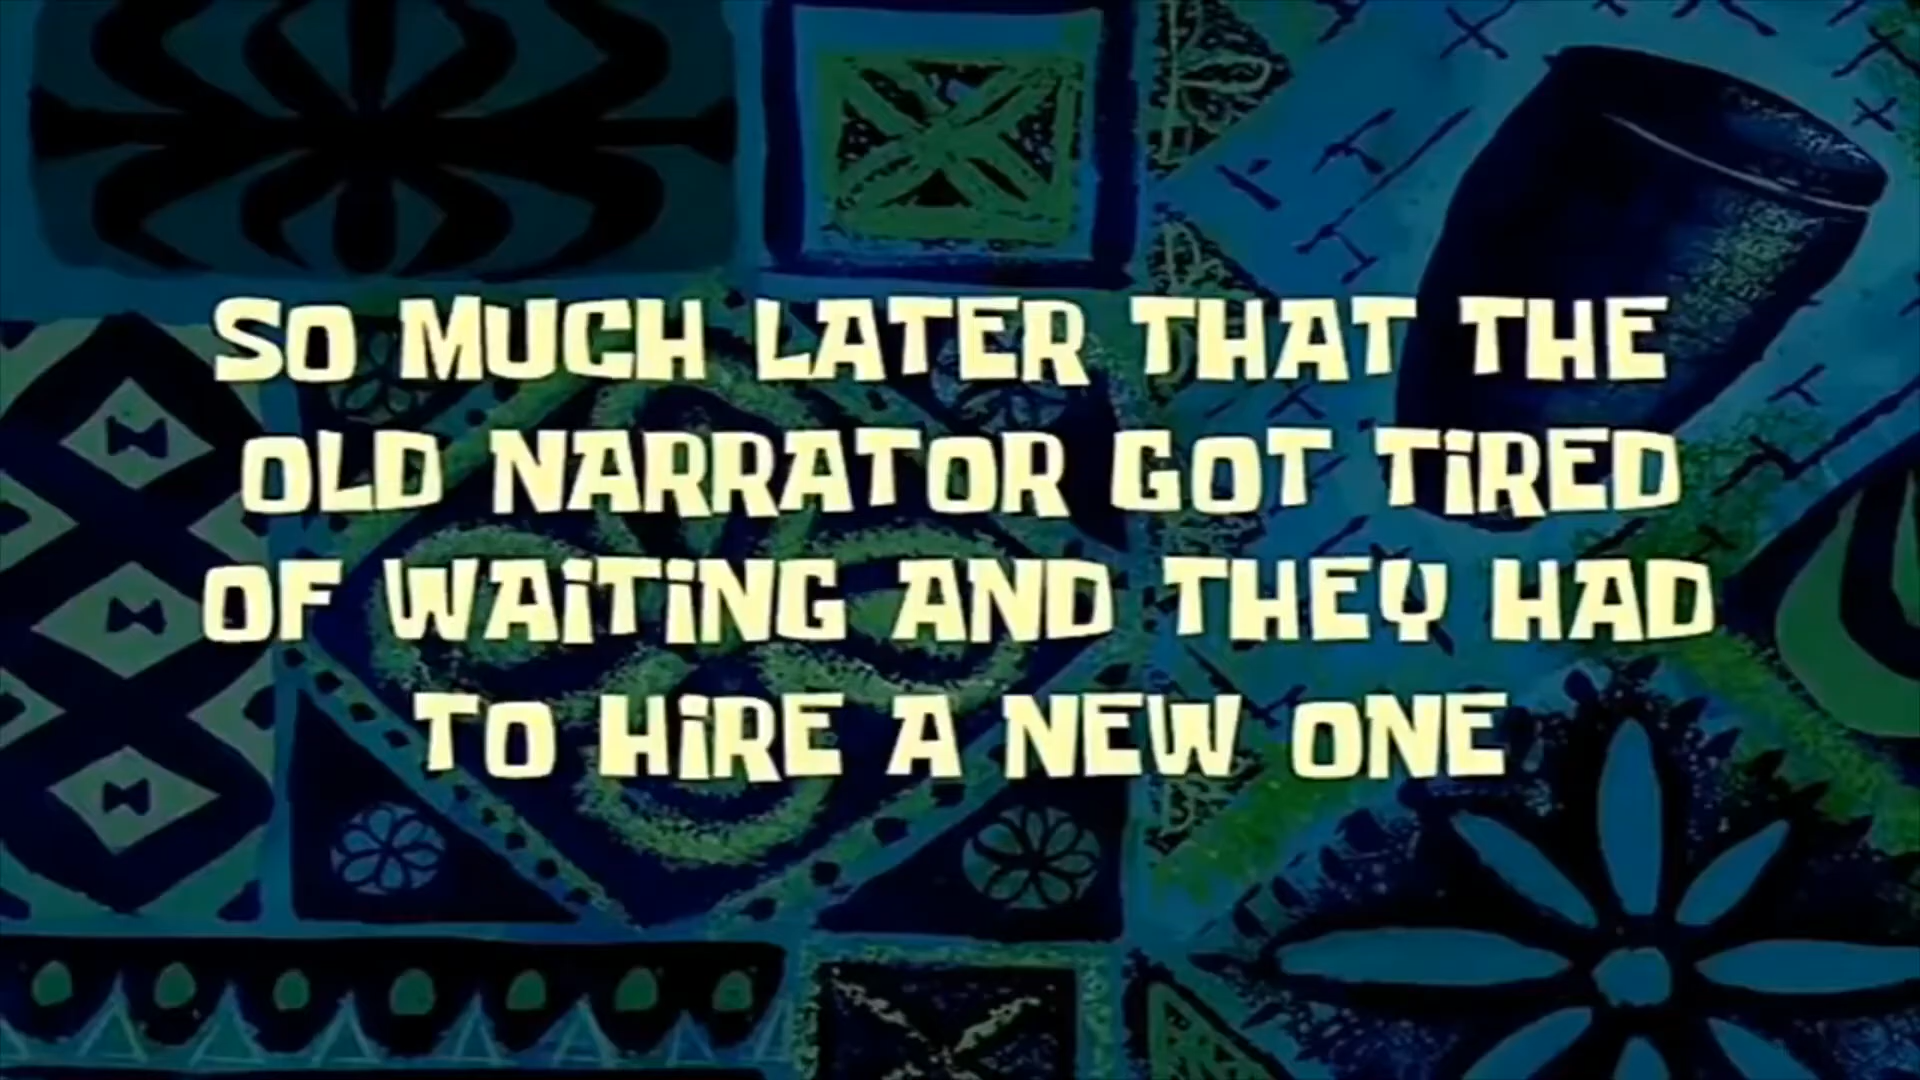 SO MUCH LATER THAT THE
OLD NARRATOR GOT TIRED
OF WAITING AND THEY HAD
TO HIRE A NEW ONE